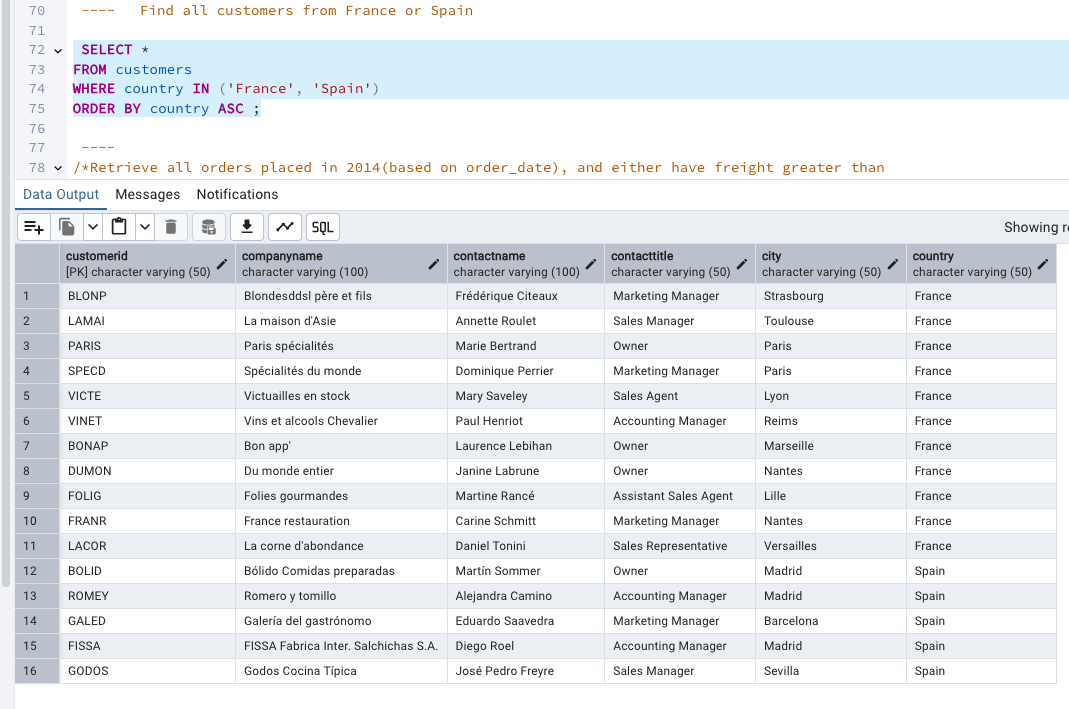 70 ---- Find all customers from France or Spain
71
72 SELECT *
73 FROM customers
74 WHERE country IN ('France', 'Spain')
75 ORDER BY country ASC ;
76
77 ----
78 /*Retrieve all orders placed in 2014(based on order_date), and either have freight greater than
Data Output Messages Notifications
SQL Showing r
customerid companyname contactname contacttitle city country
[PK] character varying (50) character varying (100) character varying (100) character varying (50) character varying (50) character varying (50)
1 BLONP Blondesddsl père et fils Frédérique Citeaux Marketing Manager Strasbourg France
2 LAMAI La maison d'Asie Annette Roulet Sales Manager Toulouse France
3 PARIS Paris spécialités Marie Bertrand Owner Paris France
4 SPECD Spécialités du monde Dominique Perrier Marketing Manager Paris France
5 VICTE Victuailles en stock Mary Saveley Sales Agent Lyon France
6 VINET Vins et alcools Chevalier Paul Henriot Accounting Manager Reims France
7 BONAP Bon app' Laurence Lebihan Owner Marseille France
8 DUMON Du monde entier Janine Labrune Owner Nantes France
9 FOLIG Folies gourmandes Martine Rancé Assistant Sales Agent Lille France
10 FRANR France restauration Carine Schmitt Marketing Manager Nantes France
11 LACOR La corne d'abondance Daniel Tonini Sales Representative Versailles France
12 BOLID Bólido Comidas preparadas Martín Sommer Owner Madrid Spain
13 ROMEY Romero y tomillo Alejandra Camino Accounting Manager Madrid Spain
14 GALED Galería del gastrónomo Eduardo Saavedra Marketing Manager Barcelona Spain
15 FISSA FISSA Fabrica Inter. Salchichas S.A. Diego Roel Accounting Manager Madrid Spain
16 GODOS Godos Cocina Típica José Pedro Freyre Sales Manager Sevilla Spain